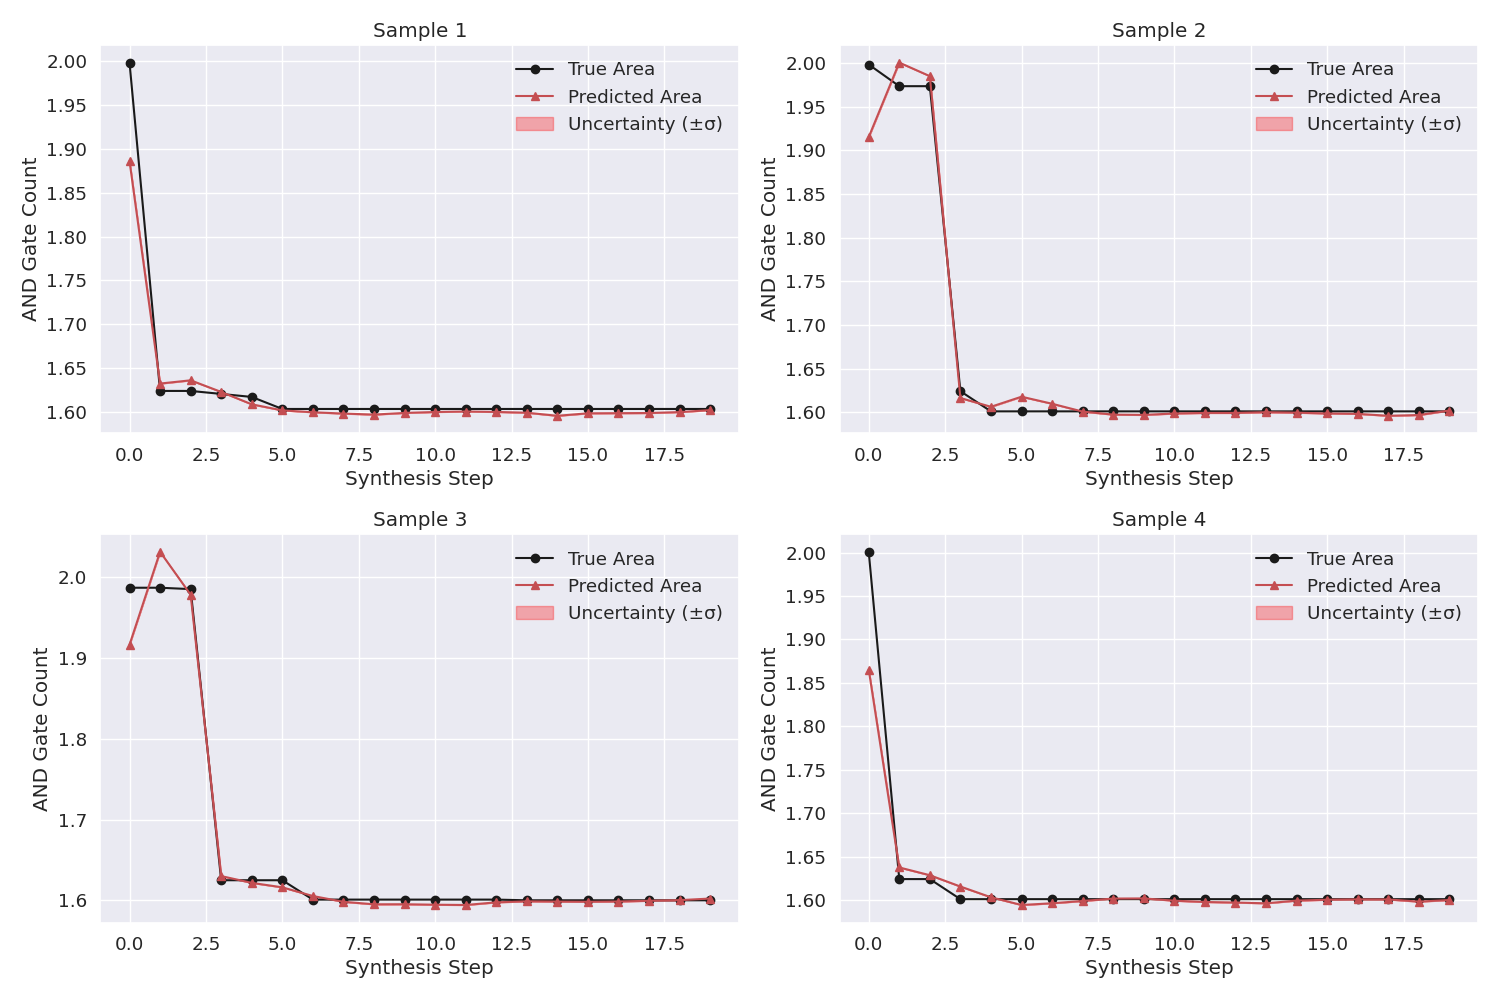 Sample 1
2.00
1.95
1.90
1.85
1.80
1.75
1.70
1.65
1.60
AND Gate Count
True Area
Predicted Area
Uncertainty (±σ)
0.0 2.5 5.0 7.5 10.0 12.5 15.0 17.5
Synthesis Step
Sample 2
2.00
1.95
1.90
1.85
1.80
1.75
1.70
1.65
1.60
AND Gate Count
True Area
Predicted Area
Uncertainty (±σ)
0.0 2.5 5.0 7.5 10.0 12.5 15.0 17.5
Synthesis Step
Sample 3
2.0
1.9
1.8
1.7
1.6
AND Gate Count
True Area
Predicted Area
Uncertainty (±σ)
0.0 2.5 5.0 7.5 10.0 12.5 15.0 17.5
Synthesis Step
Sample 4
2.00
1.95
1.90
1.85
1.80
1.75
1.70
1.65
1.60
AND Gate Count
True Area
Predicted Area
Uncertainty (±σ)
0.0 2.5 5.0 7.5 10.0 12.5 15.0 17.5
Synthesis Step